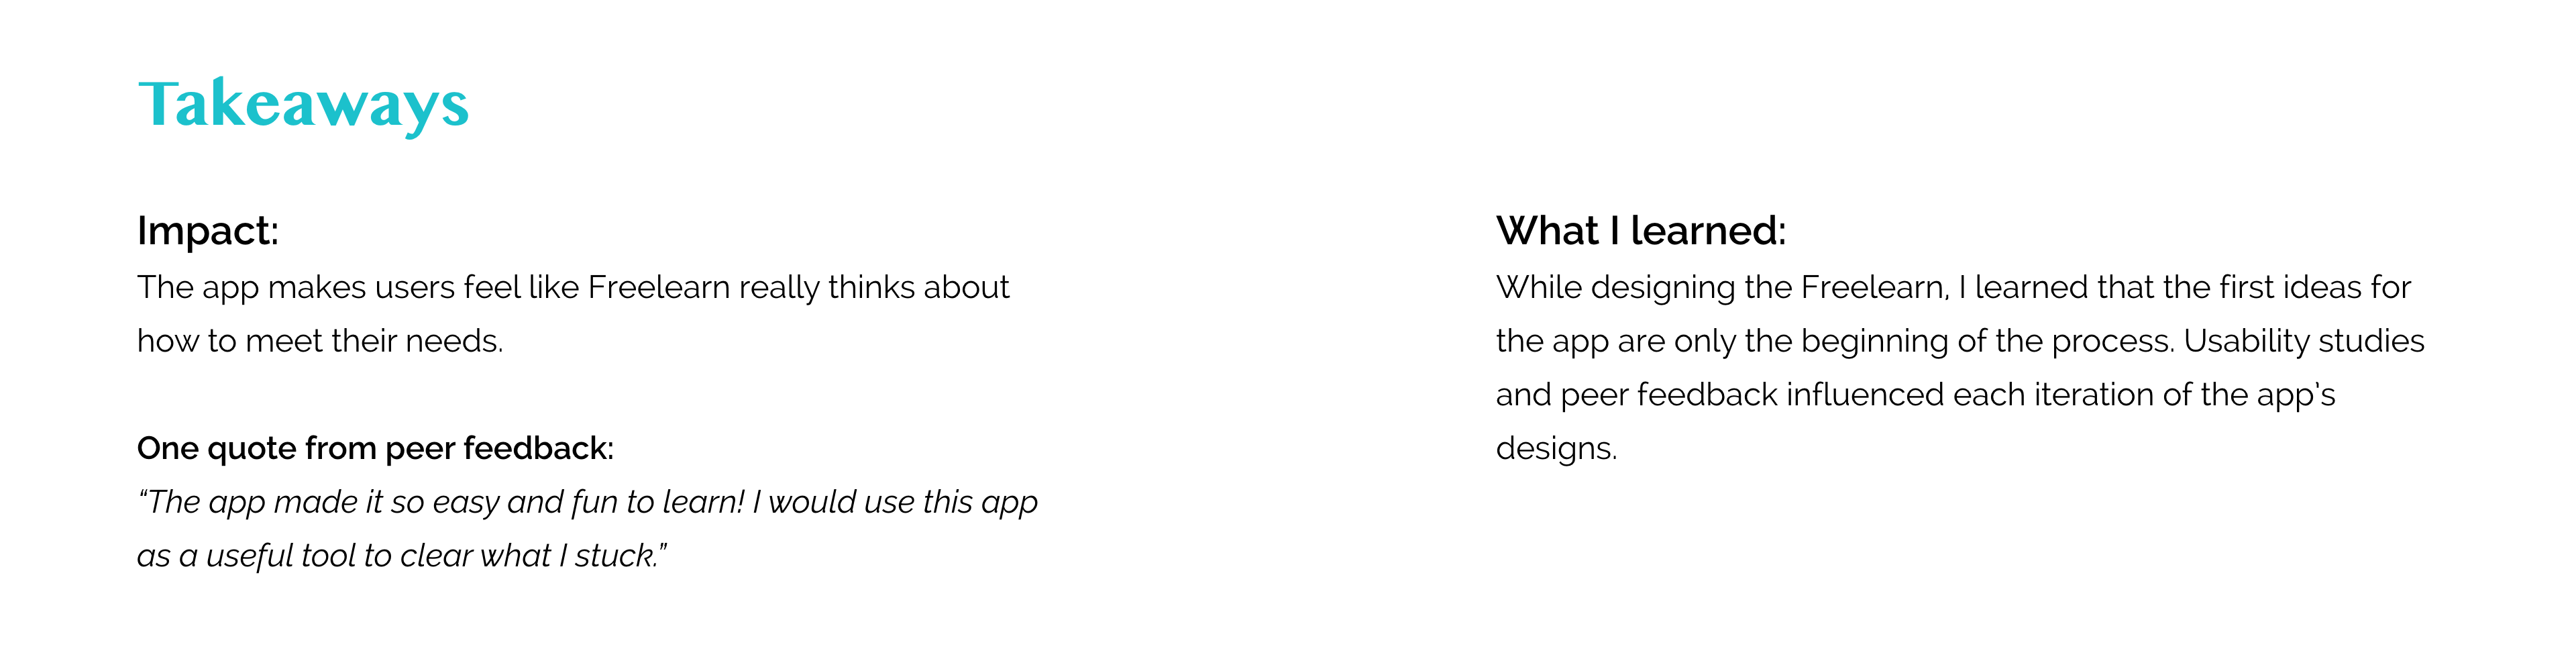 Takeaways
Impact:
The app makes users feel like Freelearn really thinks about
how to meet their needs.
One quote from peer feedback:
“The app made it so easy and fun to learn! I would use this app
as a useful tool to clear what I stuck.”
What I learned:
While designing the Freelearn, I learned that the first ideas for
the app are only the beginning of the process. Usability studies
and peer feedback influenced each iteration of the app’s
designs.